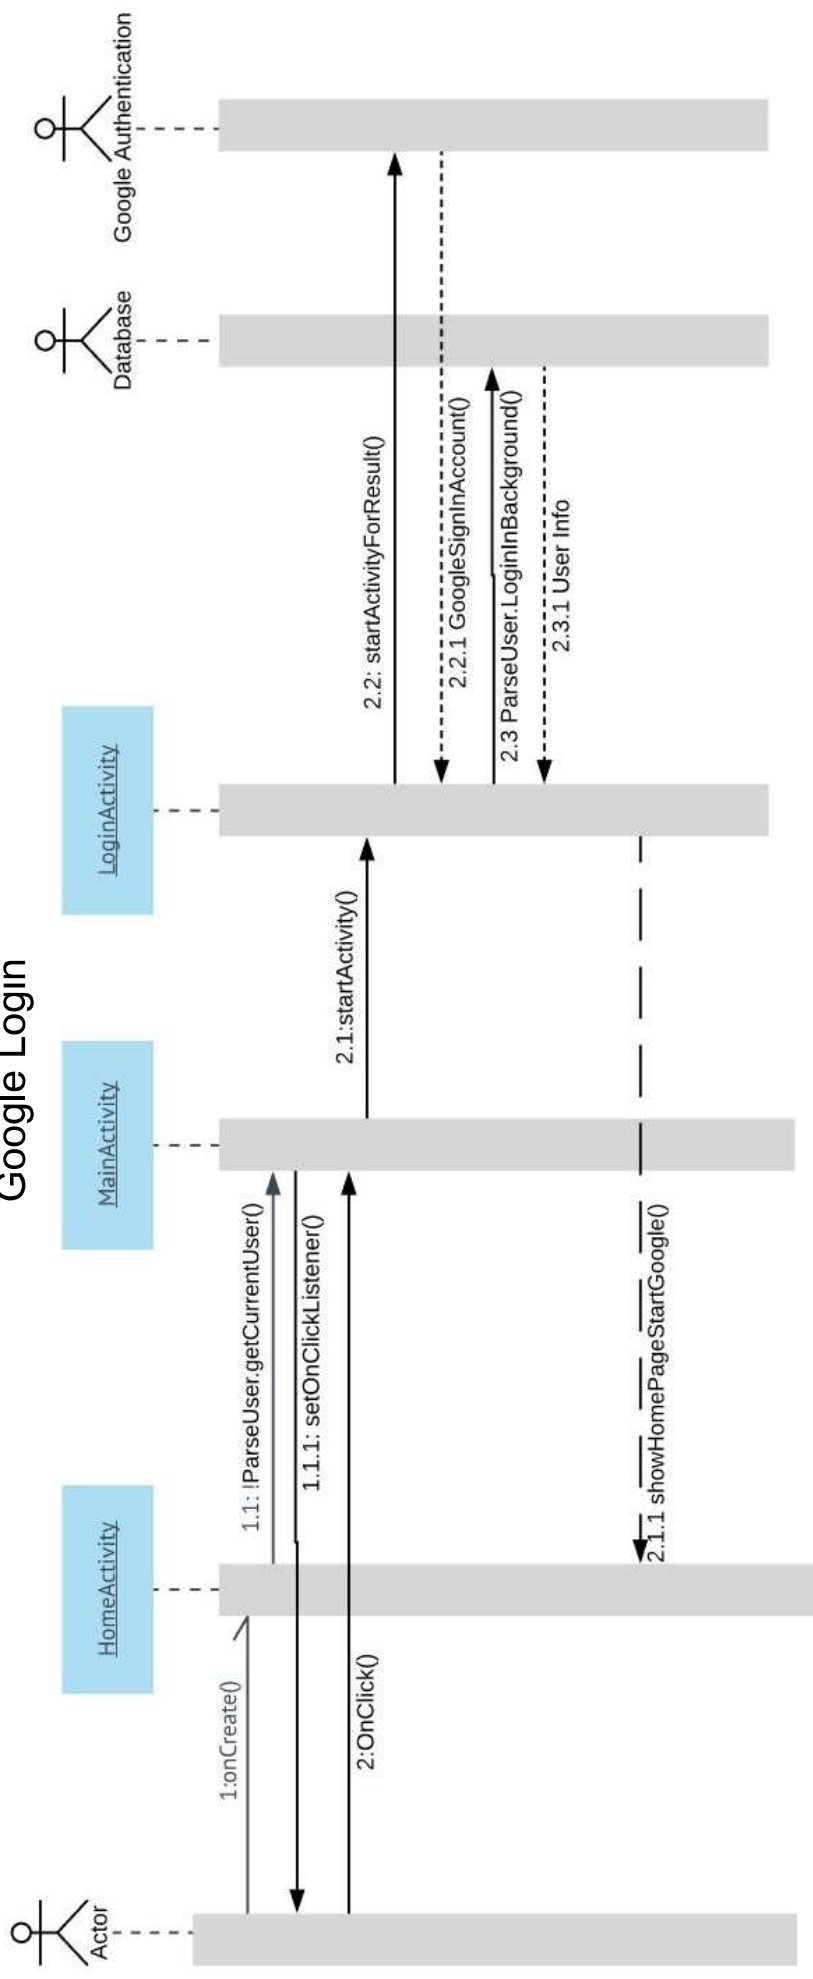 Google Login
Actor
HomeActivity
MainActivity
LoginActivity
Database
Google Authentication
1:onCreate()
1.1: !ParseUser.getCurrentUser()
1.1.1: setOnClickListener()
2:OnClick()
2.1:startActivity()
2.2: startActivityForResult()
2.2.1 GoogleSignInAccount()
2.3 ParseUser.LoginInBackground()
2.3.1 User Info
2.1.1 showHomePageStartGoogle()